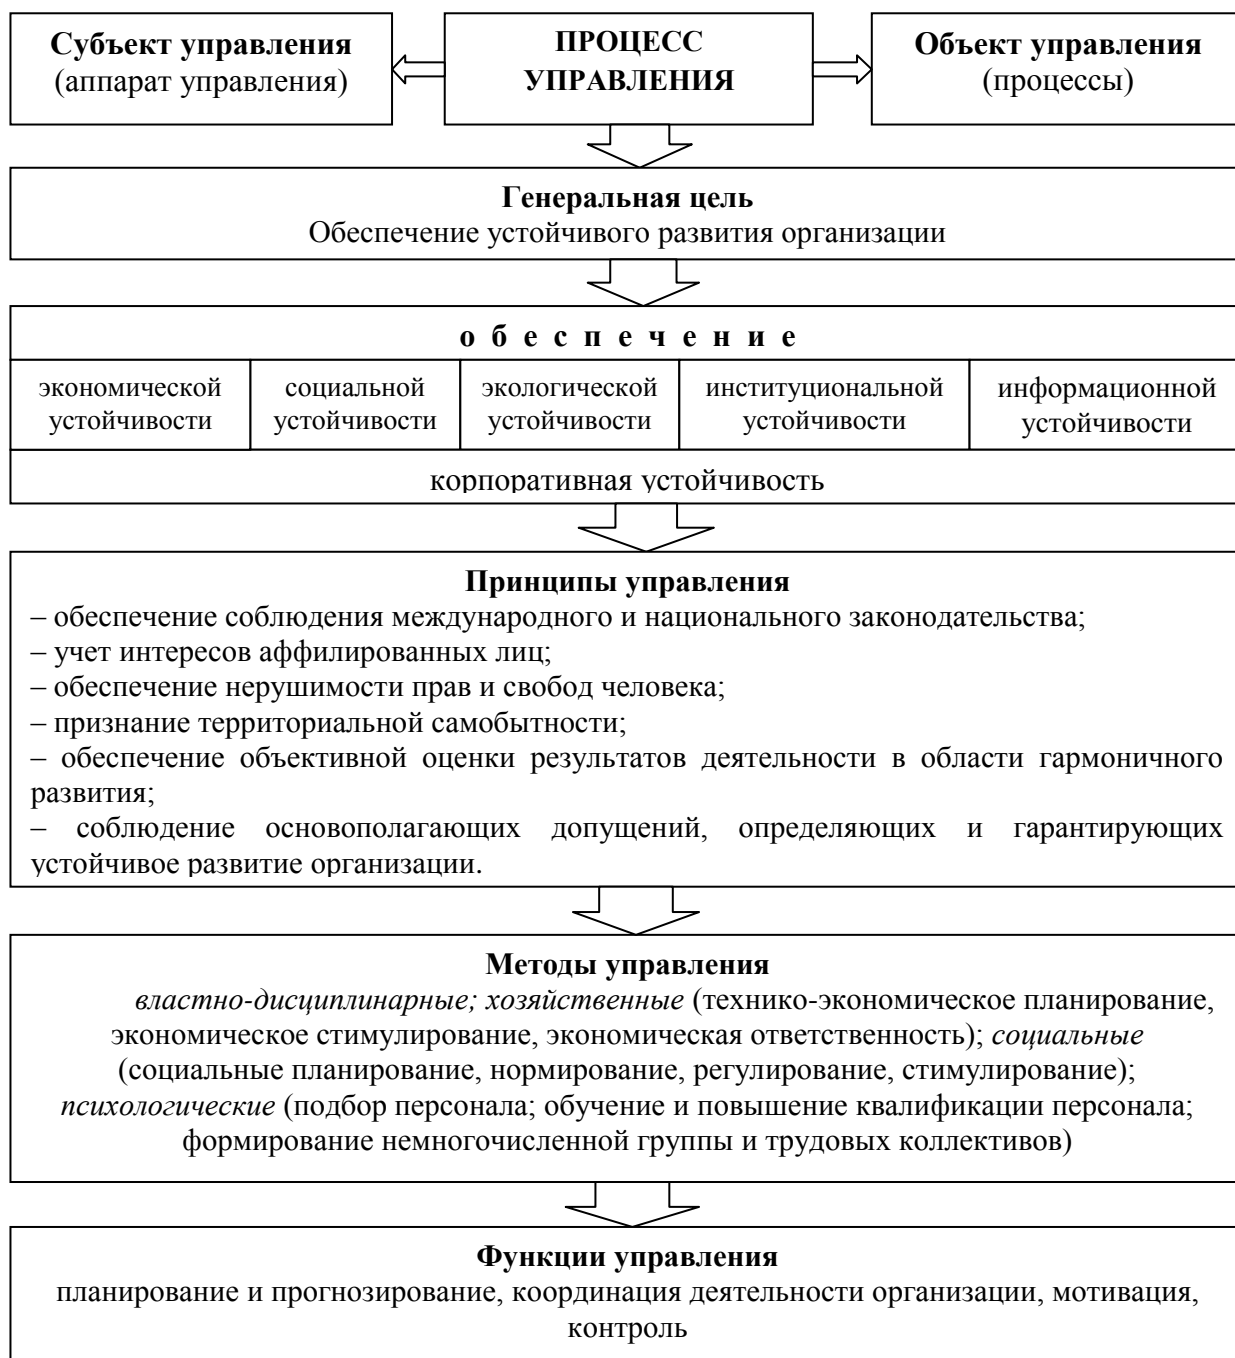 Субъект управления
(аппарат управления)
ПРОЦЕСС
УПРАВЛЕНИЯ
Объект управления
(процессы)
Генеральная цель
Обеспечение устойчивого развития организации
о б е с п е ч е н и е
экономической
устойчивости
социальной
устойчивости
экологической
устойчивости
институциональной
устойчивости
информационной
устойчивости
корпоративная устойчивость
Принципы управления
– обеспечение соблюдения международного и национального законодательства;
– учет интересов аффилированных лиц;
– обеспечение нерушимости прав и свобод человека;
– признание территориальной самобытности;
– обеспечение объективной оценки результатов деятельности в области гармоничного
развития;
– соблюдение основополагающих допущений, определяющих и гарантирующих
устойчивое развитие организации.
Методы управления
властно-дисциплинарные; хозяйственные (технико-экономическое планирование,
экономическое стимулирование, экономическая ответственность); социальные
(социальные планирование, нормирование, регулирование, стимулирование);
психологические (подбор персонала; обучение и повышение квалификации персонала;
формирование немногочисленной группы и трудовых коллективов)
Функции управления
планирование и прогнозирование, координация деятельности организации, мотивация,
контроль